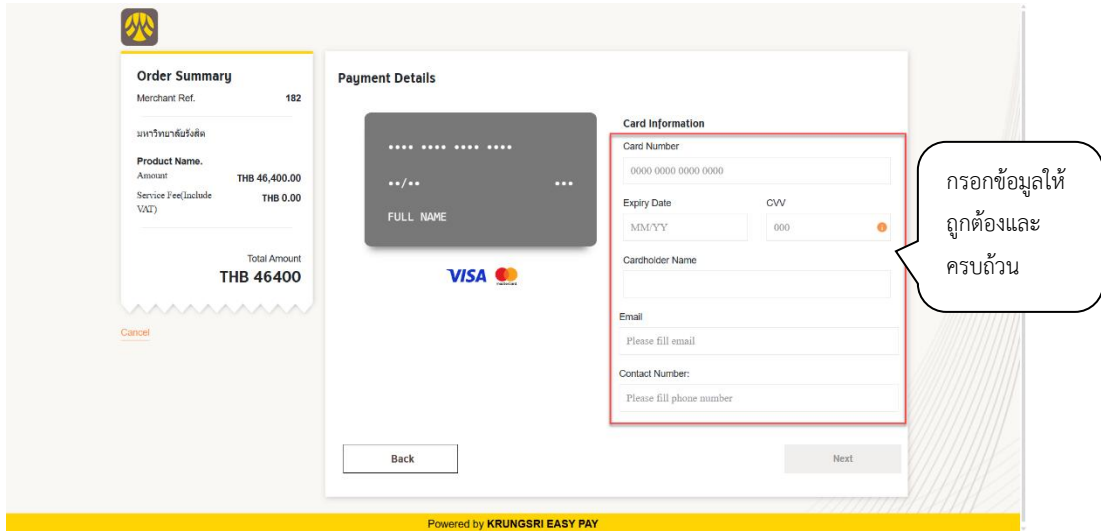 Order Summary
Merchant Ref. 182
มหาวิทยาลัยรังสิต
Product Name.
Amount THB 46,400.00
Service Fee(Include VAT) THB 0.00
Total Amount
THB 46400
Cancel
Payment Details
•••• •••• •••• ••••
••/•• •••
FULL NAME
VISA
Card Information
Card Number
0000 0000 0000 0000
Expiry Date CVV
MM/YY 000
Cardholder Name
Email
Please fill email
Contact Number:
Please fill phone number
Back
Next
กรอกข้อมูลให้
ถูกต้องและ
ครบถ้วน
Powered by KRUNGSRI EASY PAY